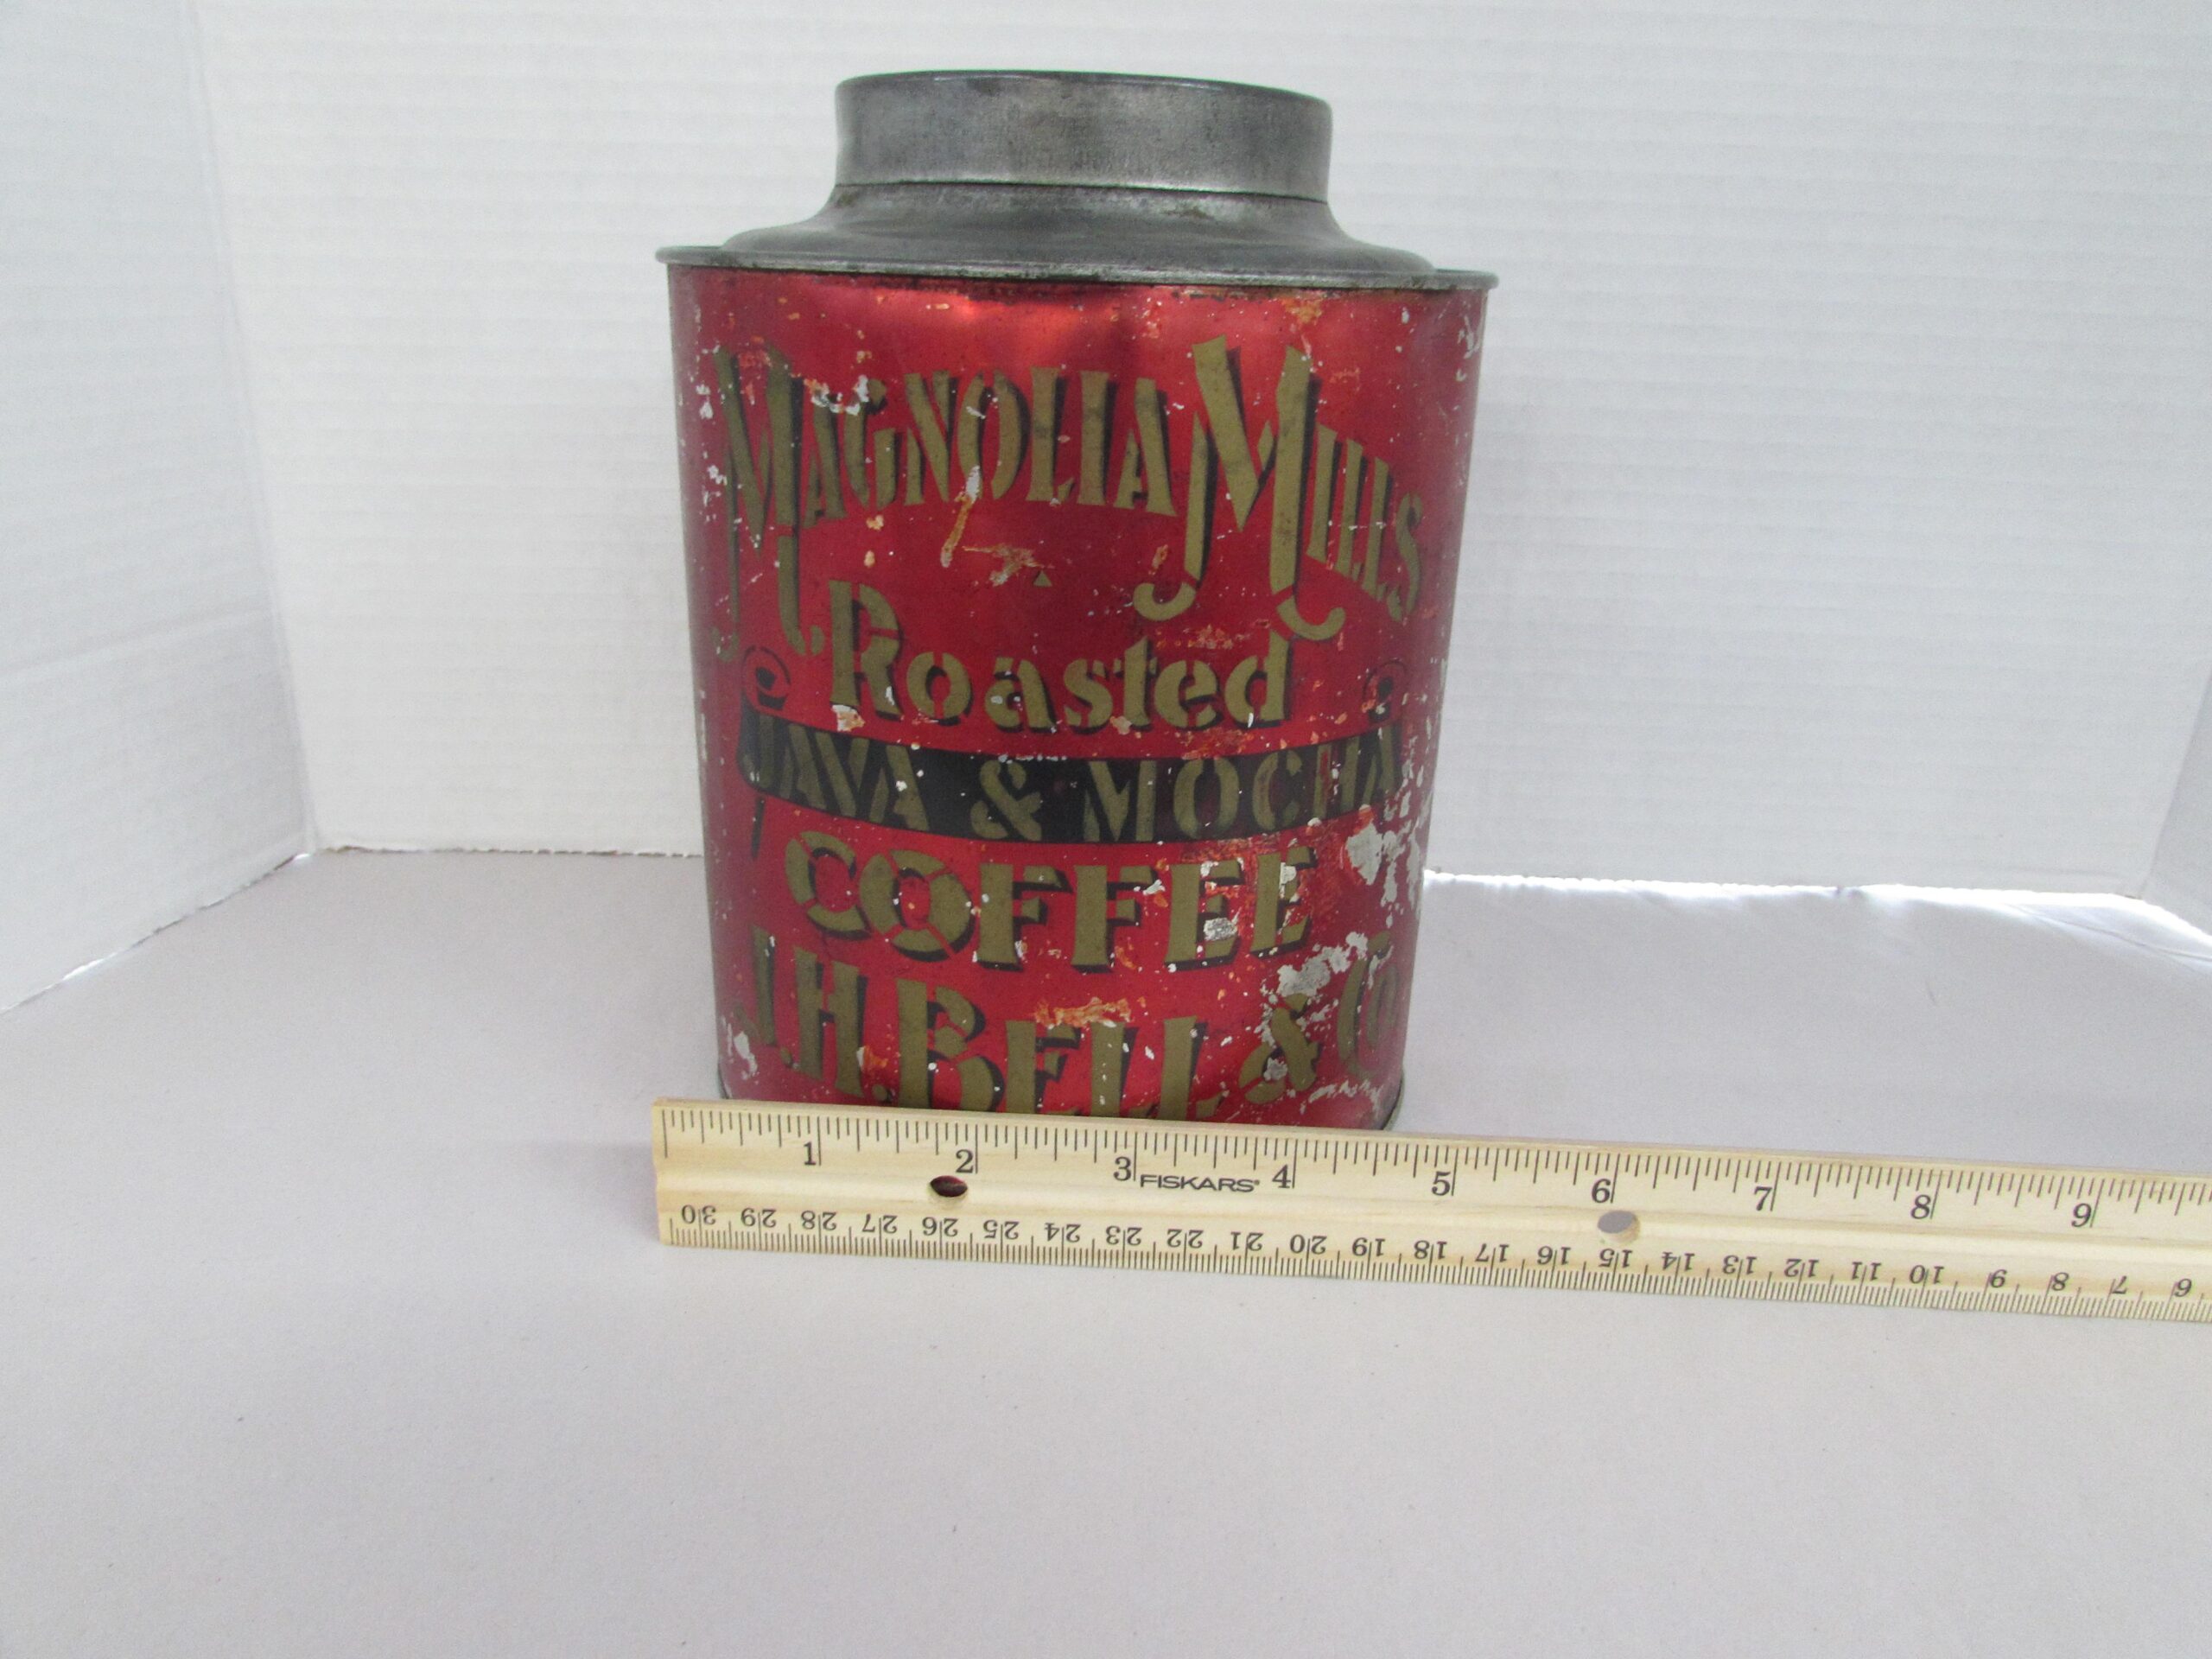 MAGNOLIA MILLS
Roasted
JAVA & MOCHA
COFFEE
J.H. BELL & Co
1 2 3 FISKARS 4 5 6 7 8 9
30 29 28 27 26 25 24 23 22 21 20 19 18 17 16 15 14 13 12 11 10 9 8 7 6